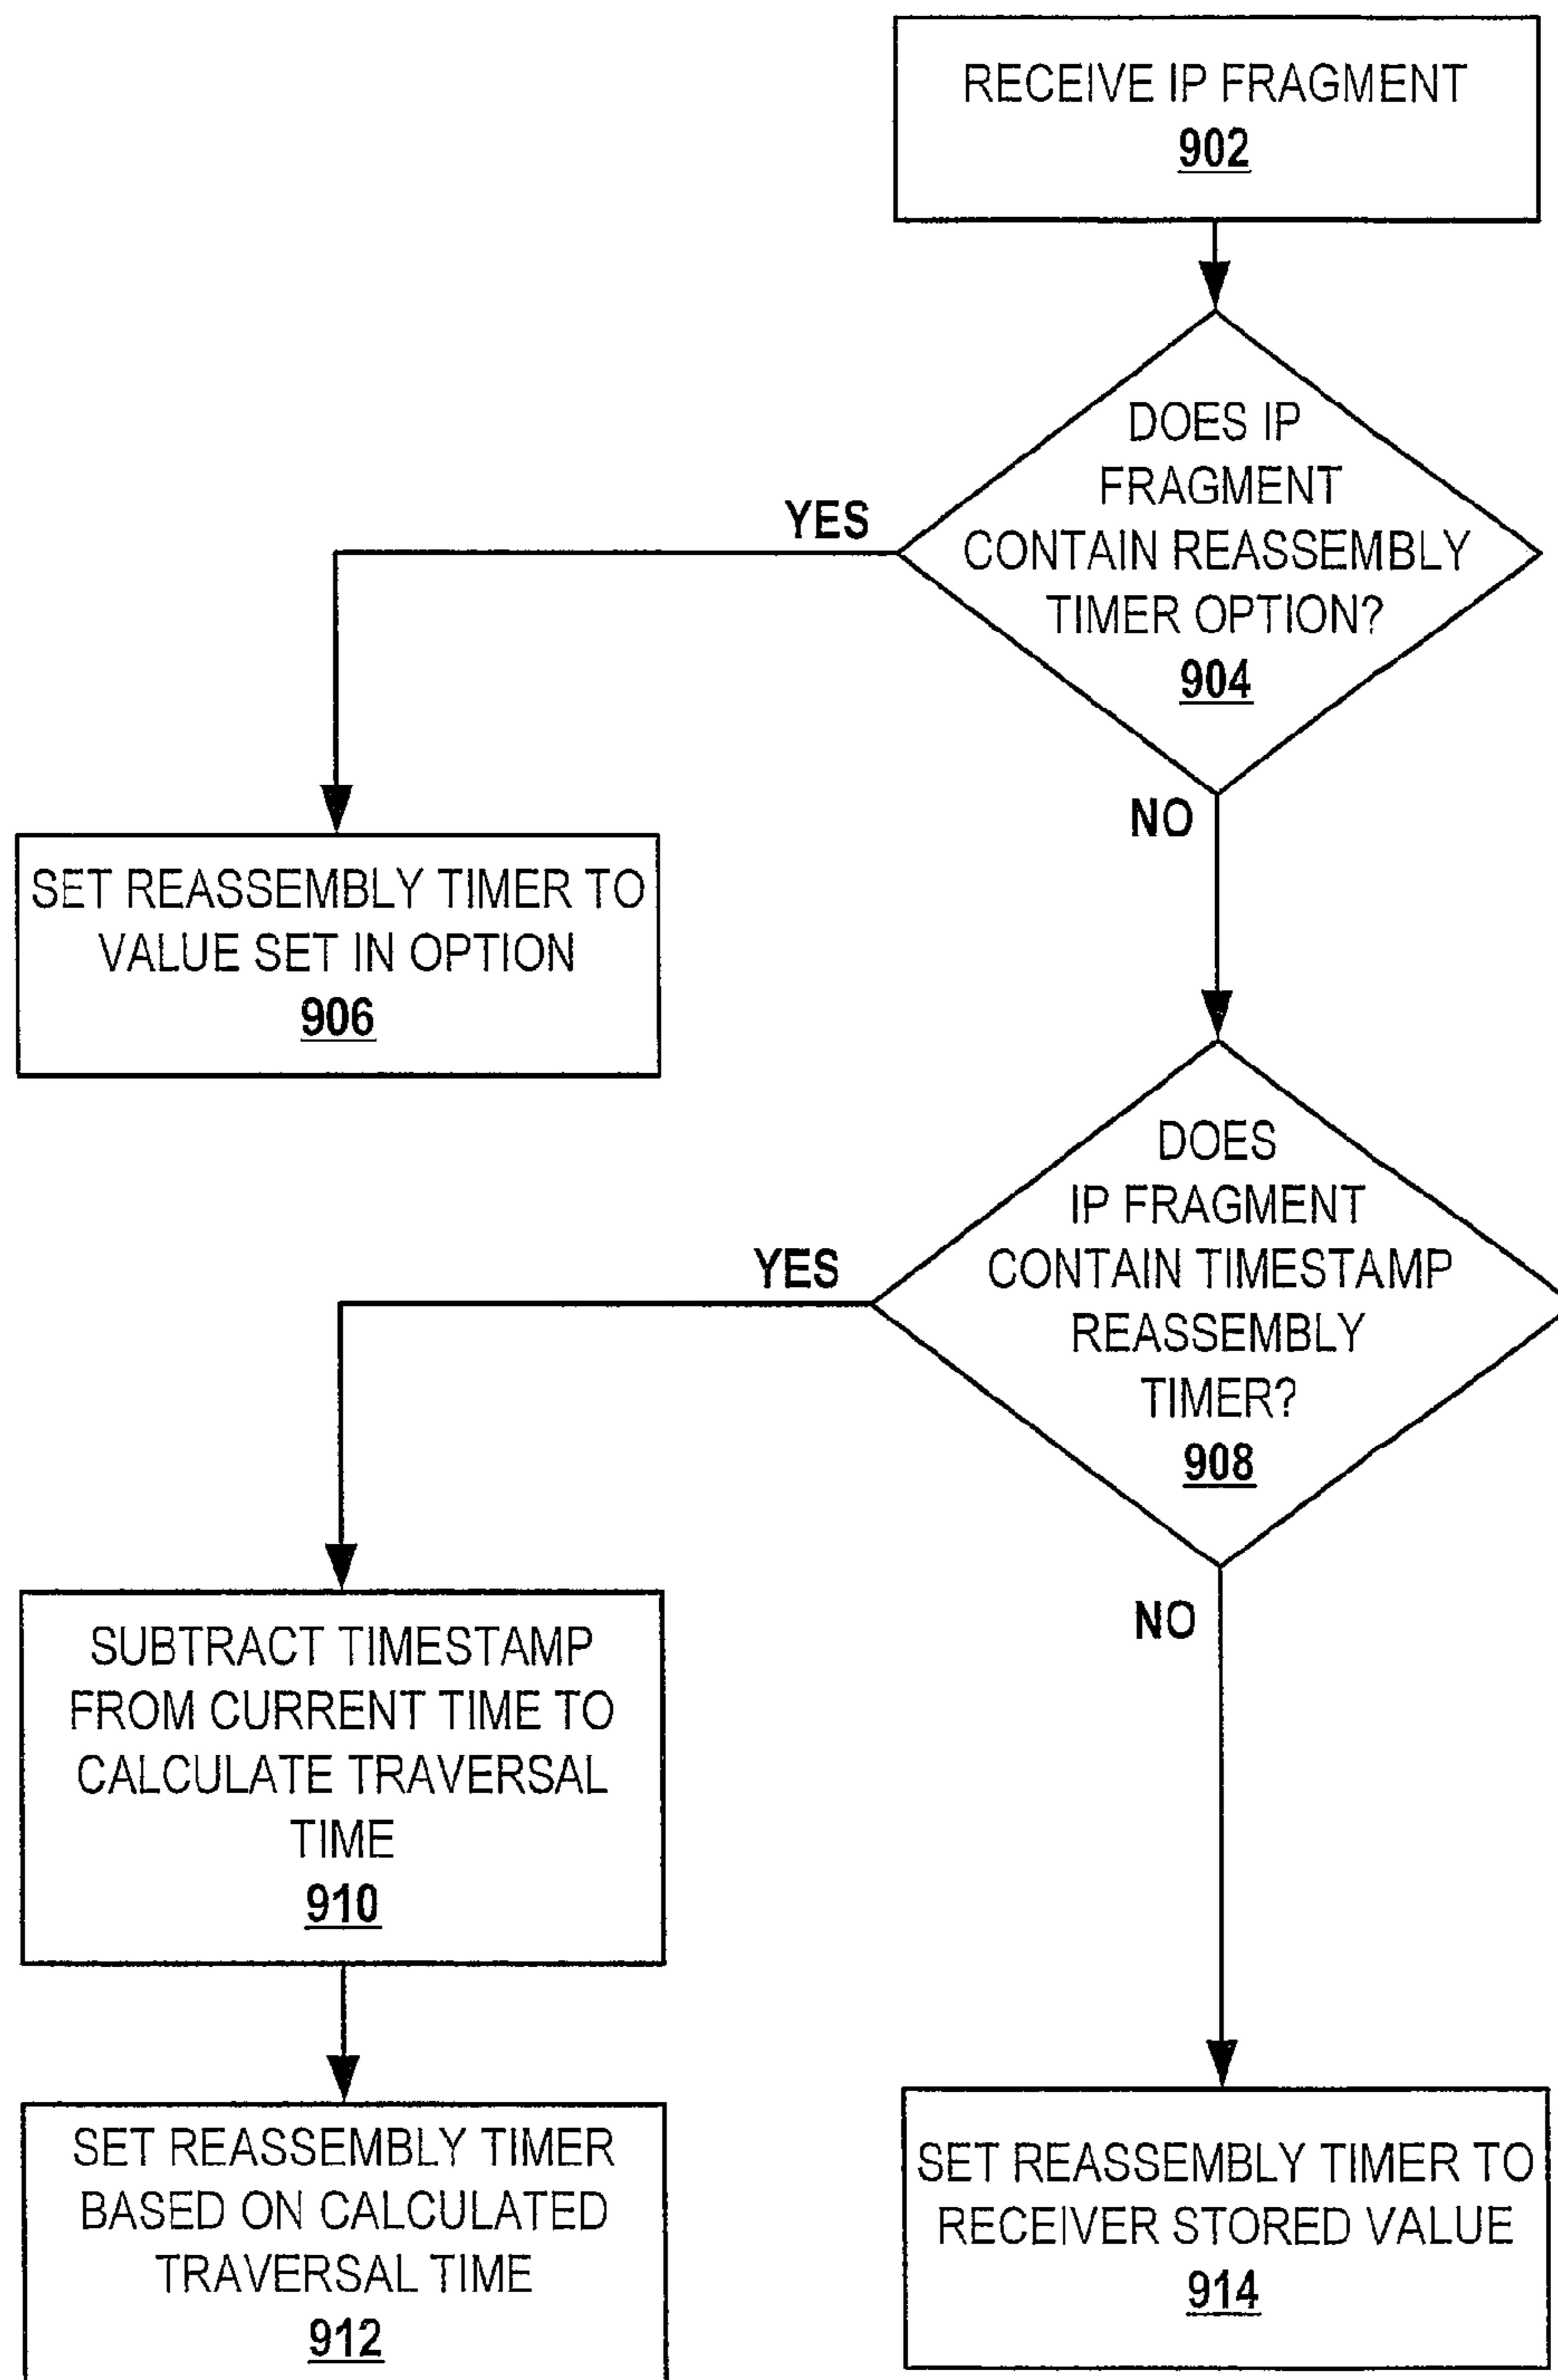 RECEIVE IP FRAGMENT
902
DOES IP
FRAGMENT
CONTAIN REASSEMBLY
TIMER OPTION?
904
YES
NO
SET REASSEMBLY TIMER TO
VALUE SET IN OPTION
906
DOES
IP FRAGMENT
CONTAIN TIMESTAMP
REASSEMBLY
TIMER?
908
YES
NO
SUBTRACT TIMESTAMP
FROM CURRENT TIME TO
CALCULATE TRAVERSAL
TIME
910
SET REASSEMBLY TIMER
BASED ON CALCULATED
TRAVERSAL TIME
912
SET REASSEMBLY TIMER TO
RECEIVER STORED VALUE
914